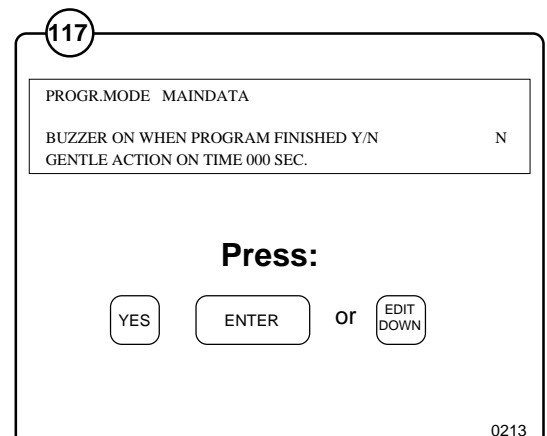 117
PROGR.MODE MAINDATA
BUZZER ON WHEN PROGRAM FINISHED Y/N N
GENTLE ACTION ON TIME 000 SEC.
Press:
YES ENTER or EDIT DOWN
0213